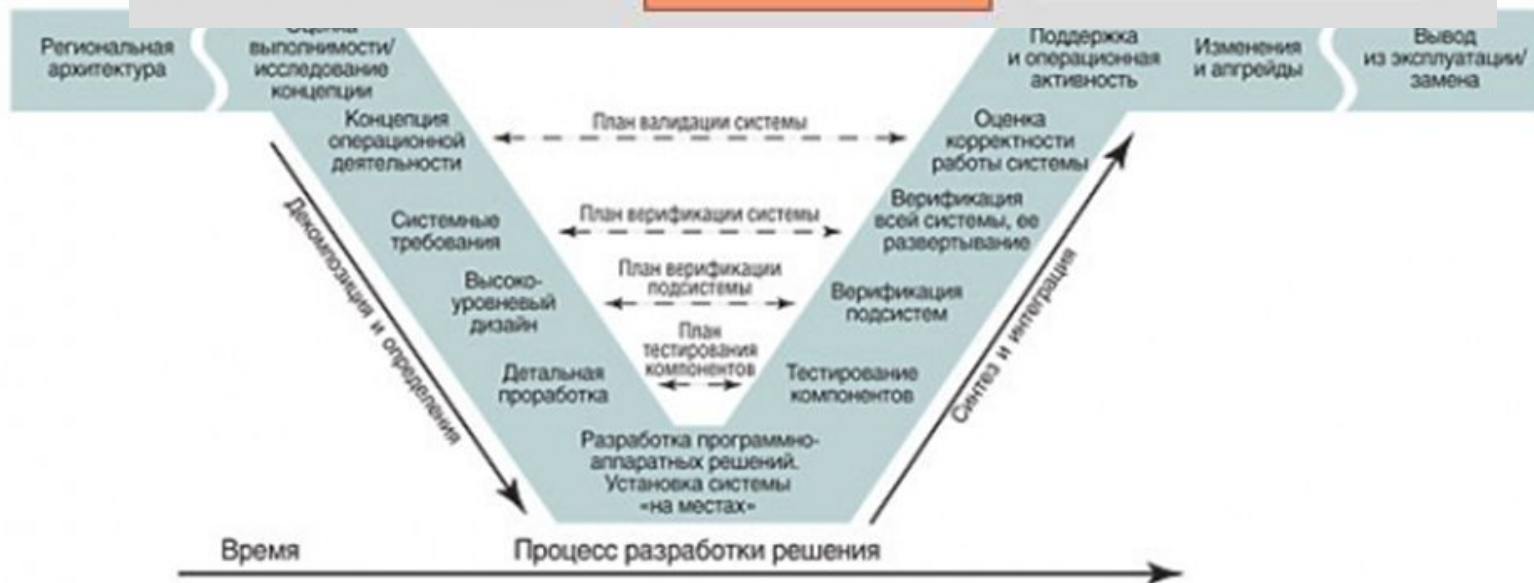 Региональная
архитектура
Оценка
выполнимости/
исследование
концепции
Концепция
операционной
деятельности
Системные
требования
Высоко-
уровневый
дизайн
Детальная
проработка
Декомпозиция и определения
План валидации системы
План верификации системы
План верификации
подсистемы
План
тестирования
компонентов
Разработка программно-
аппаратных решений.
Установка системы
«на местах»
Тестирование
компонентов
Верификация
подсистем
Верификация
всей системы, ее
развертывание
Оценка
корректности
работы системы
Синтез и интеграция
Поддержка
и операционная
активность
Изменения
и апгрейды
Вывод
из эксплуатации/
замена
Время
Процесс разработки решения